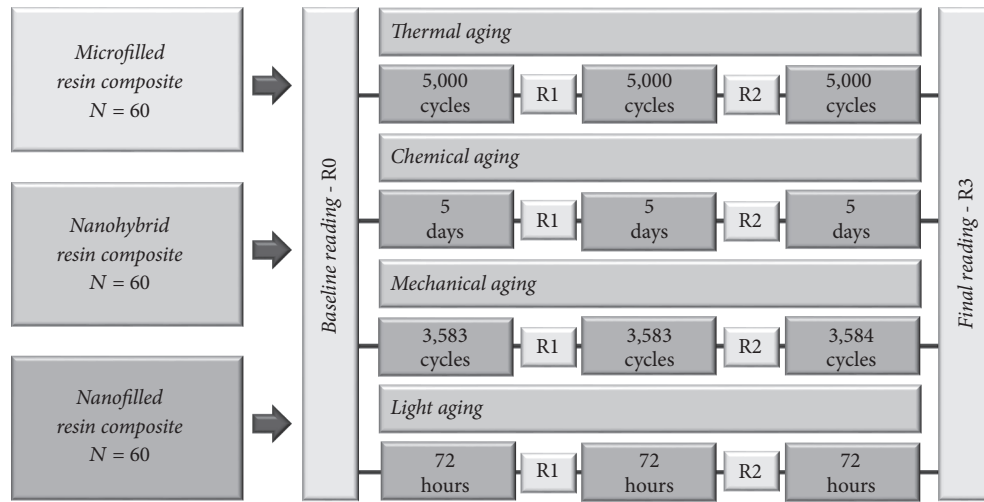 Microfilled
resin composite
N = 60
Nanohybrid
resin composite
N = 60
Nanofilled
resin composite
N = 60
Baseline reading - R0
Thermal aging
5,000
cycles
R1
5,000
cycles
R2
5,000
cycles
Chemical aging
5
days
R1
5
days
R2
5
days
Mechanical aging
3,583
cycles
R1
3,583
cycles
R2
3,584
cycles
Light aging
72
hours
R1
72
hours
R2
72
hours
Final reading - R3